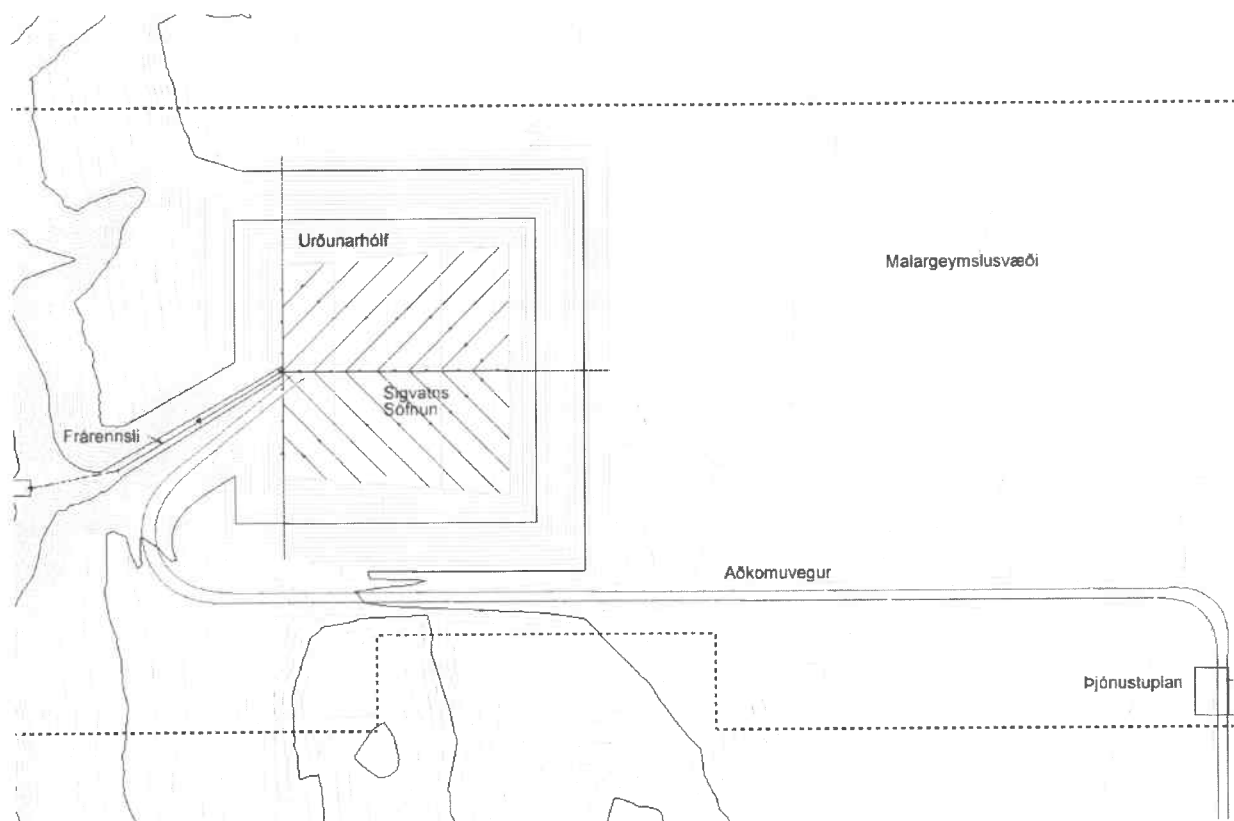 Urðunarhólf
Malargeymslusvæði
Sigvatns
Söfnun
Frárennsli
Aðkomuvegur
Þjónustuplan